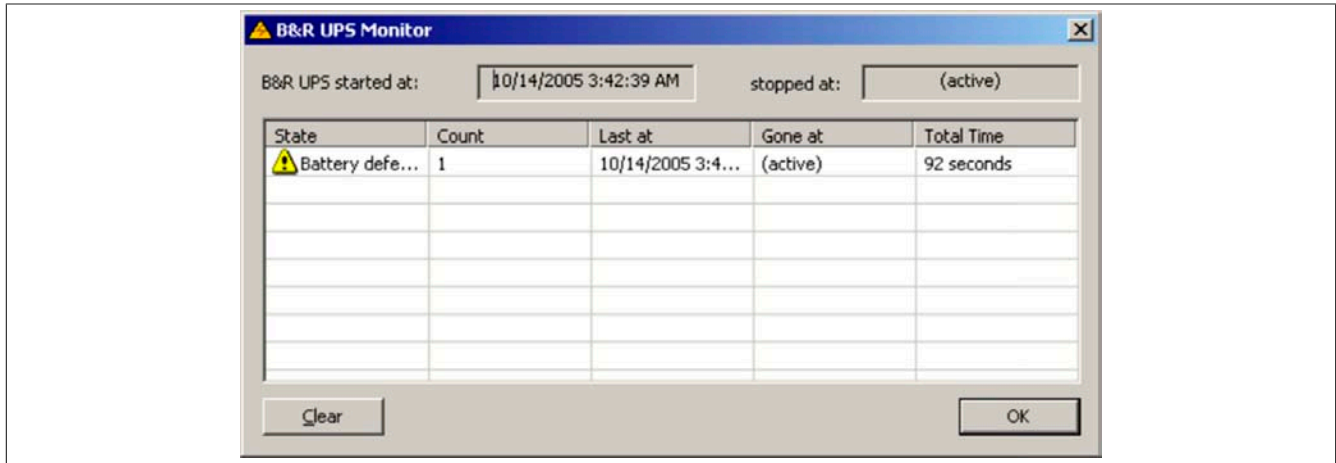 B&R UPS Monitor
B&R UPS started at: 10/14/2005 3:42:39 AM stopped at: (active)
State Count Last at Gone at Total Time
Battery defe... 1 10/14/2005 3:4... (active) 92 seconds
Clear OK